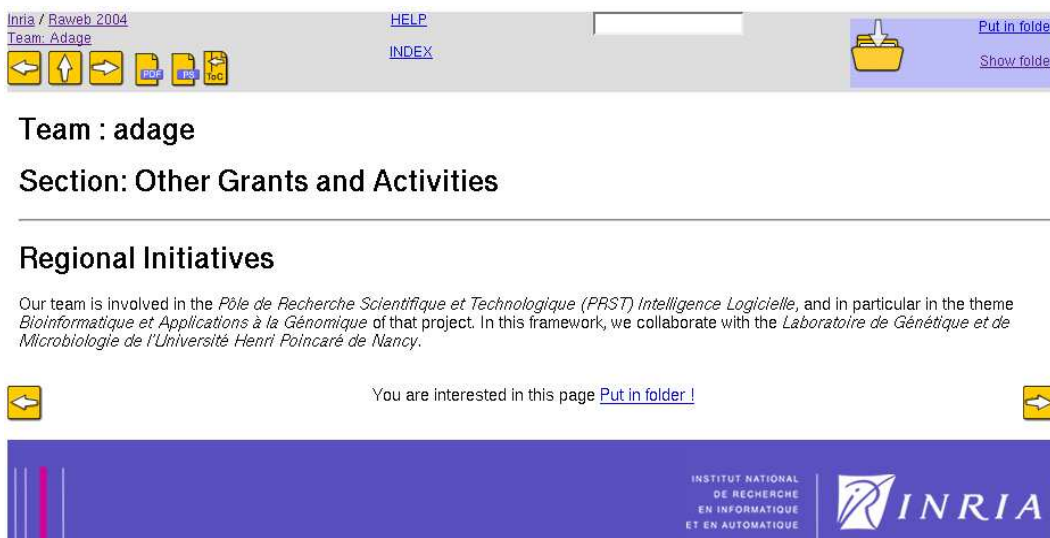 Inria / Raweb 2004
Team: Adage
HELP
INDEX
Put in folde
Show folde
PDF
PS
ToC
Team : adage
Section: Other Grants and Activities
Regional Initiatives
Our team is involved in the Pôle de Recherche Scientifique et Technologique (PRST) Intelligence Logicielle, and in particular in the theme
Bioinformatique et Applications à la Génomique of that project. In this framework, we collaborate with the Laboratoire de Génétique et de
Microbiologie de l'Université Henri Poincaré de Nancy.
You are interested in this page Put in folder !
INSTITUT NATIONAL
DE RECHERCHE
EN INFORMATIQUE
ET EN AUTOMATIQUE
INRIA